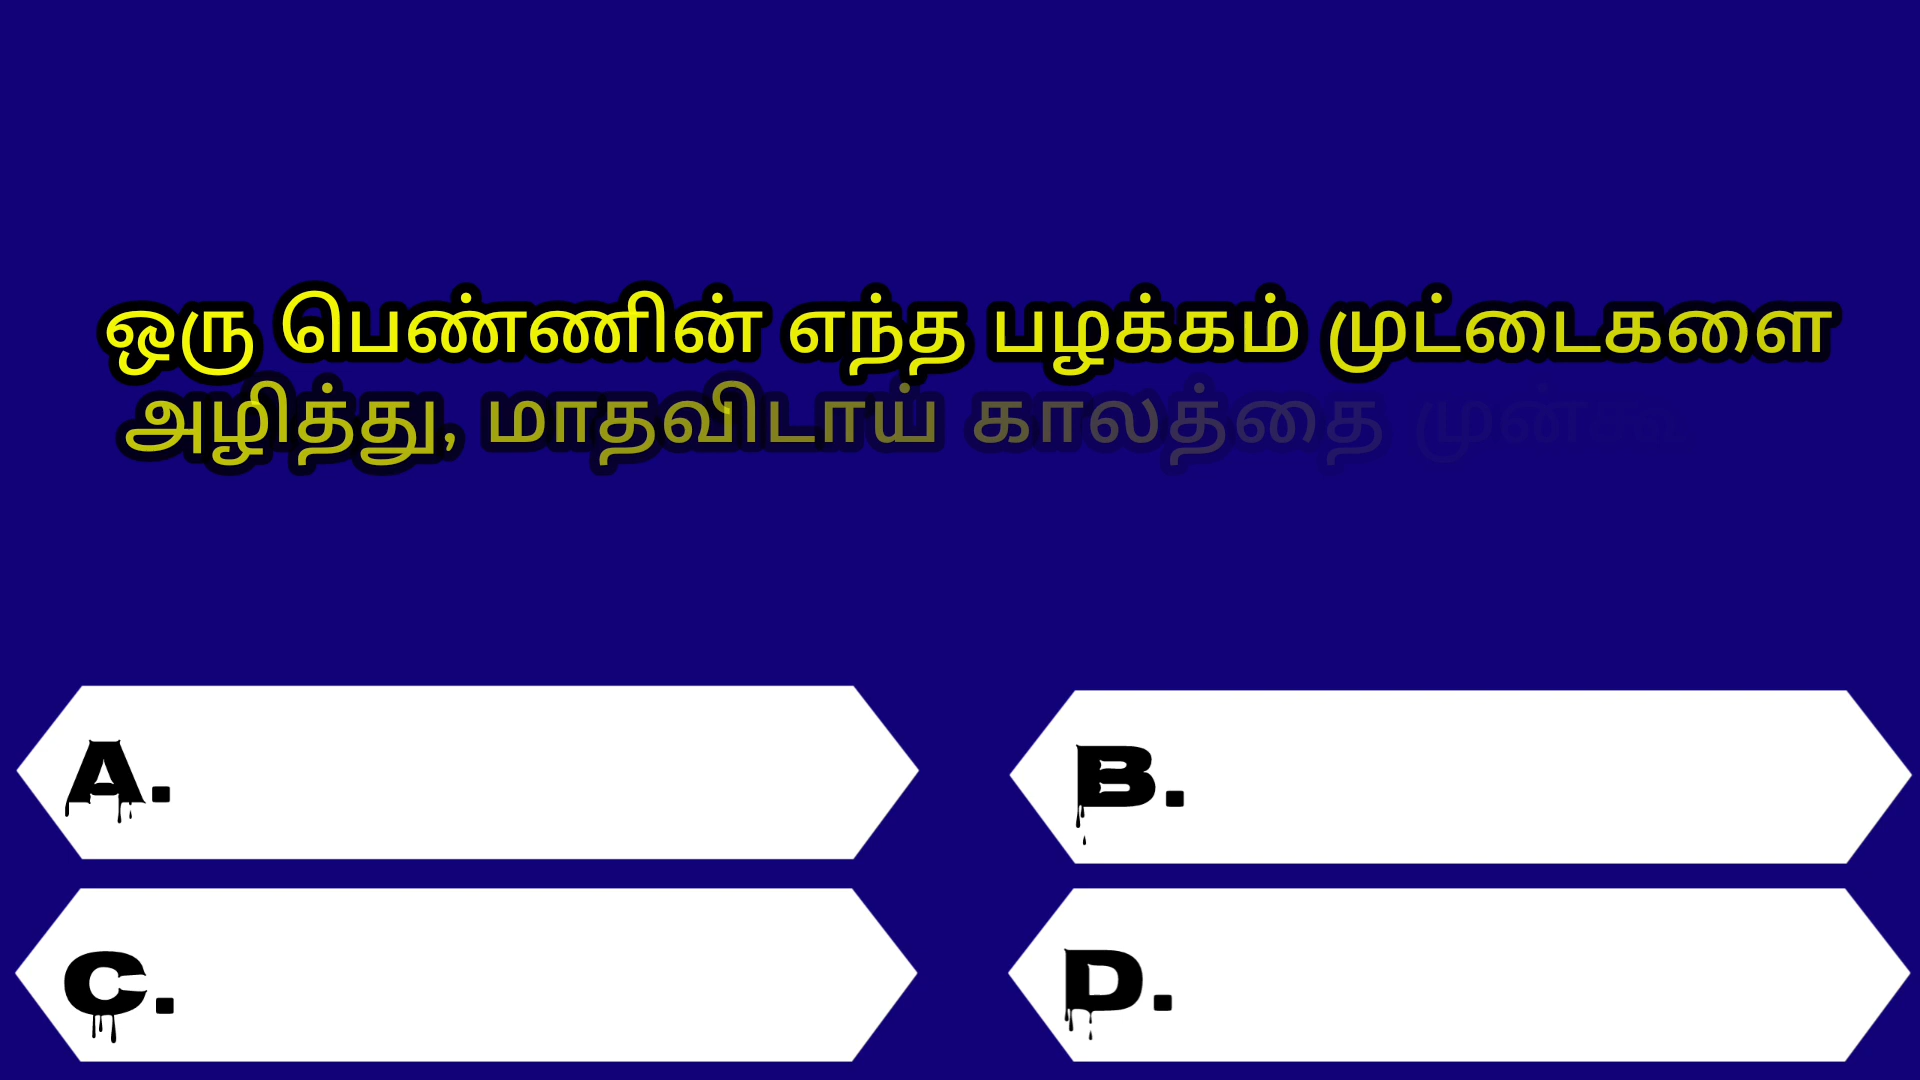 ஒரு பெண்ணின் எந்த பழக்கம் முட்டைகளை
அழித்து, மாதவிடாய் காலத்தை
A.
B.
C.
D.